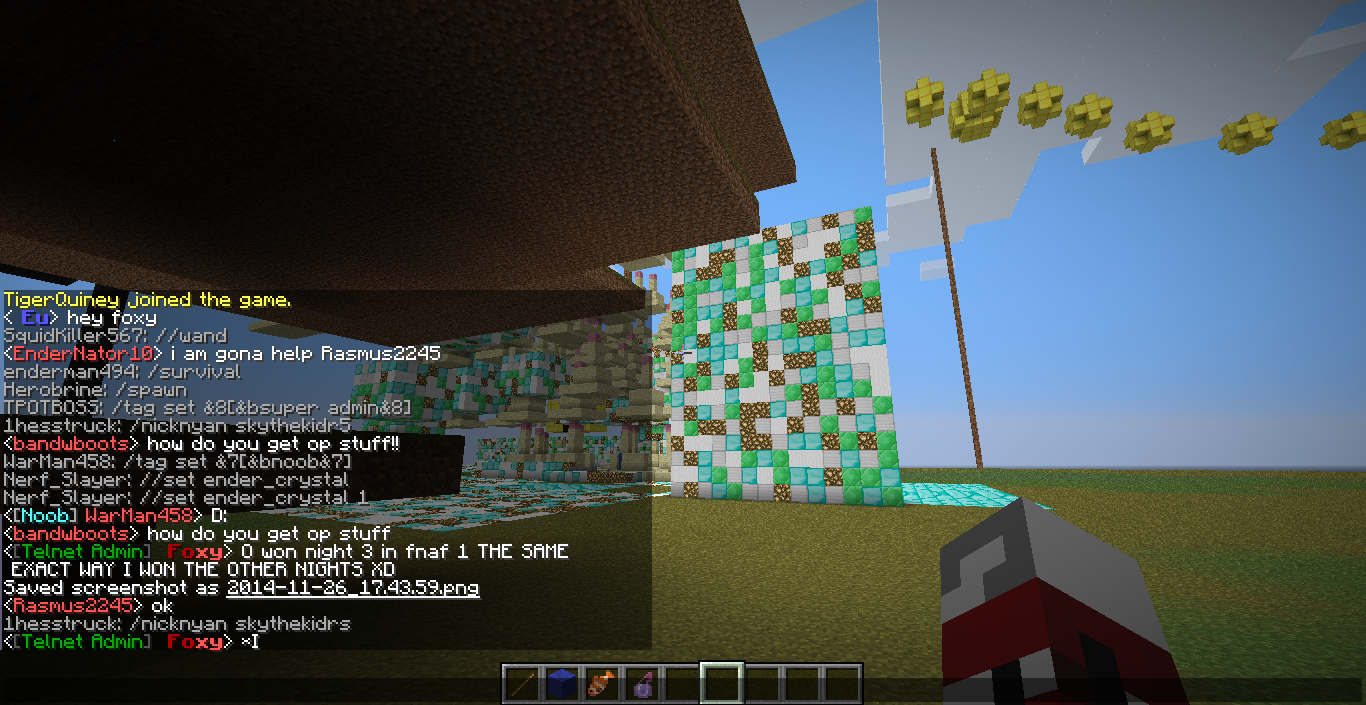 TigerQuiney joined the game.
< Eu> hey foxy
SquidKiller567: //wand
<EnderNator10> i am gona help Rasmus2245
enderman494: /survival
Herobrine: /spawn
TPOTBOSS: /tag set &8[&bsuper admin&8]
1hesstruck: /nicknyan skythekidr5
<bandwboots> how do you get op stuff!!
WarMan458: /tag set &7[&bnoob&7]
Nerf_Slayer: //set ender_crystal
Nerf_Slayer: //set ender_crystal 1
<[Noob] WarMan458> D:
<bandwboots> how do you get op stuff
<[Telnet Admin] Foxy> O won night 3 in fnaf 1 THE SAME
EXACT WAY I WON THE OTHER NIGHTS XD
Saved screenshot as 2014-11-26_17.43.59.png
<Rasmus2245> ok
1hesstruck: /nicknyan skythekidrs
<[Telnet Admin] Foxy> *I